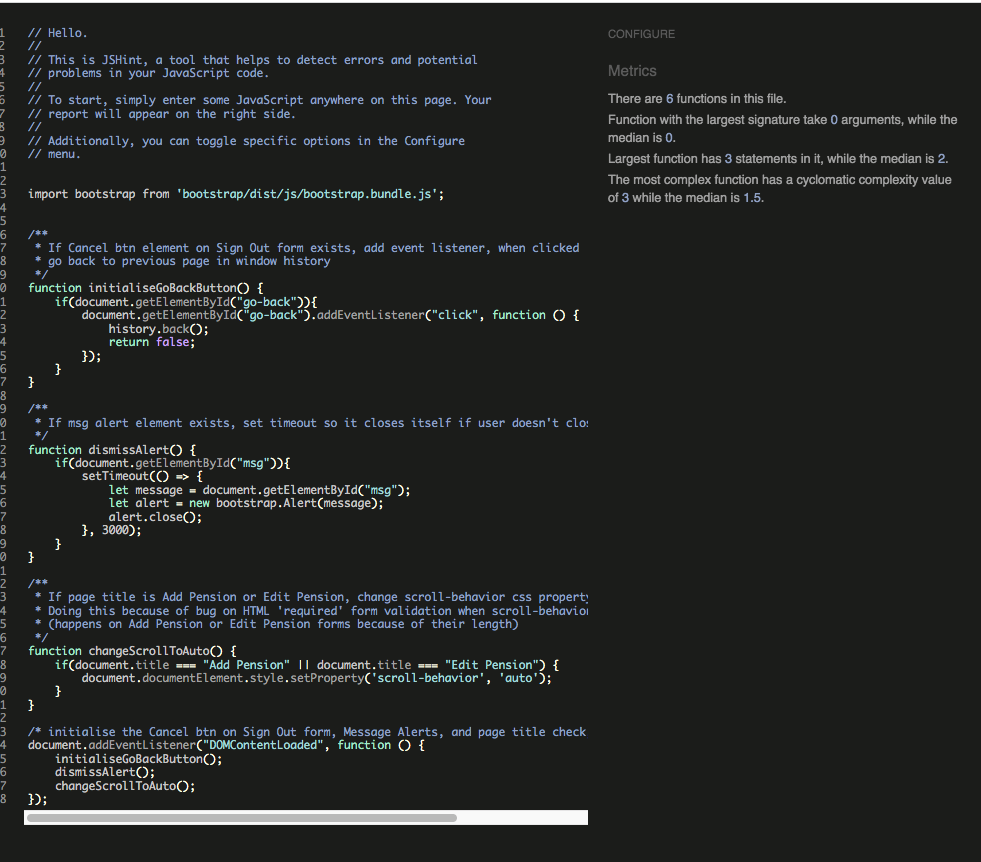 1 // Hello.
2 //
3 // This is JSHint, a tool that helps to detect errors and potential
4 // problems in your JavaScript code.
5 //
6 // To start, simply enter some JavaScript anywhere on this page. Your
7 // report will appear on the right side.
8 //
9 // Additionally, you can toggle specific options in the Configure
0 // menu.
1
2
3 import bootstrap from 'bootstrap/dist/js/bootstrap.bundle.js';
4
5
6 /**
7 * If Cancel btn element on Sign Out form exists, add event listener, when clicked
8 * go back to previous page in window history
9 */
0 function initialiseGoBackButton() {
1 if(document.getElementById("go-back")){
2 document.getElementById("go-back").addEventListener("click", function () {
3 history.back();
4 return false;
5 });
6 }
7 }
8
9 /**
0 * If msg alert element exists, set timeout so it closes itself if user doesn't clo
1 */
2 function dismissAlert() {
3 if(document.getElementById("msg")){
4 setTimeout(() => {
5 let message = document.getElementById("msg");
6 let alert = new bootstrap.Alert(message);
7 alert.close();
8 }, 3000);
9 }
0 }
1
2 /**
3 * If page title is Add Pension or Edit Pension, change scroll-behavior css property
4 * Doing this because of bug on HTML 'required' form validation when scroll-behavior
5 * (happens on Add Pension or Edit Pension forms because of their length)
6 */
7 function changeScrollToAuto() {
8 if(document.title === "Add Pension" || document.title === "Edit Pension") {
9 document.documentElement.style.setProperty('scroll-behavior', 'auto');
0 }
1 }
2
3 /* initialise the Cancel btn on Sign Out form, Message Alerts, and page title check
4 document.addEventListener("DOMContentLoaded", function () {
5 initialiseGoBackButton();
6 dismissAlert();
7 changeScrollToAuto();
8 });
CONFIGURE
Metrics
There are 6 functions in this file.
Function with the largest signature take 0 arguments, while the
median is 0.
Largest function has 3 statements in it, while the median is 2.
The most complex function has a cyclomatic complexity value
of 3 while the median is 1.5.